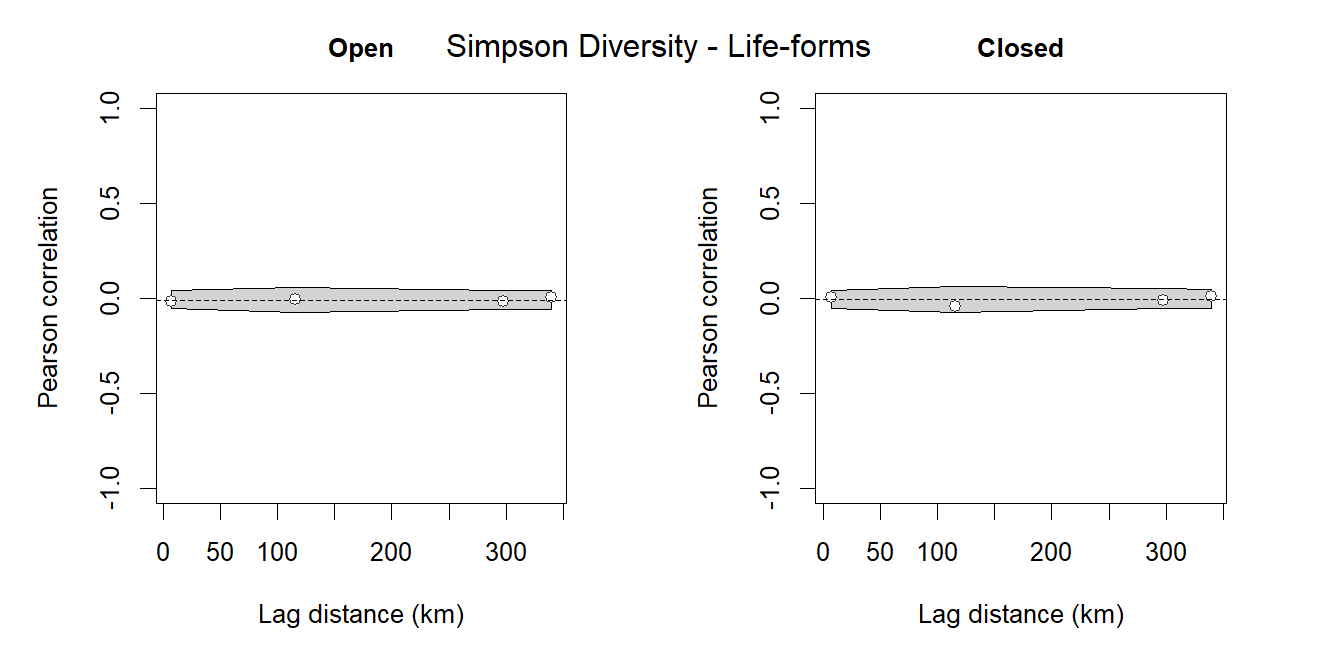 Simpson Diversity - Life-forms
Open
Pearson correlation
1.0
0.5
0.0
-0.5
-1.0
0 50 100 200 300
Lag distance (km)
Closed
Pearson correlation
1.0
0.5
0.0
-0.5
-1.0
0 50 100 200 300
Lag distance (km)